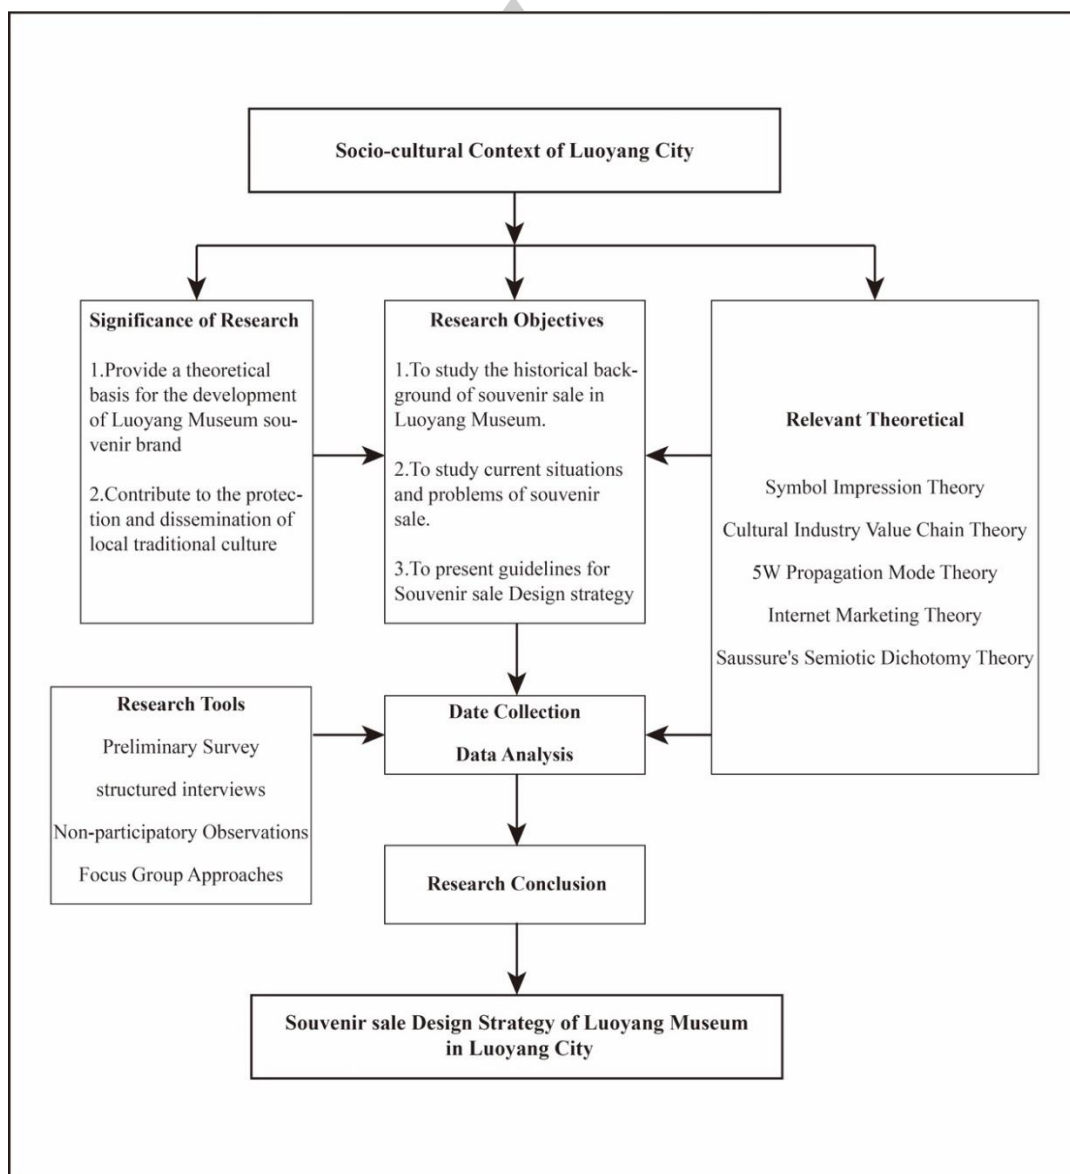 Socio-cultural Context of Luoyang City
Significance of Research
1.Provide a theoretical
basis for the development
of Luoyang Museum sou-
venir brand
2.Contribute to the protec-
tion and dissemination of
local traditional culture
Research Objectives
1.To study the historical back-
ground of souvenir sale in
Luoyang Museum.
2.To study current situations
and problems of souvenir
sale.
3.To present guidelines for
Souvenir sale Design strategy
Relevant Theoretical
Symbol Impression Theory
Cultural Industry Value Chain Theory
5W Propagation Mode Theory
Internet Marketing Theory
Saussure's Semiotic Dichotomy Theory
Research Tools
Preliminary Survey
structured interviews
Non-participatory Observations
Focus Group Approaches
Date Collection
Data Analysis
Research Conclusion
Souvenir sale Design Strategy of Luoyang Museum
in Luoyang City